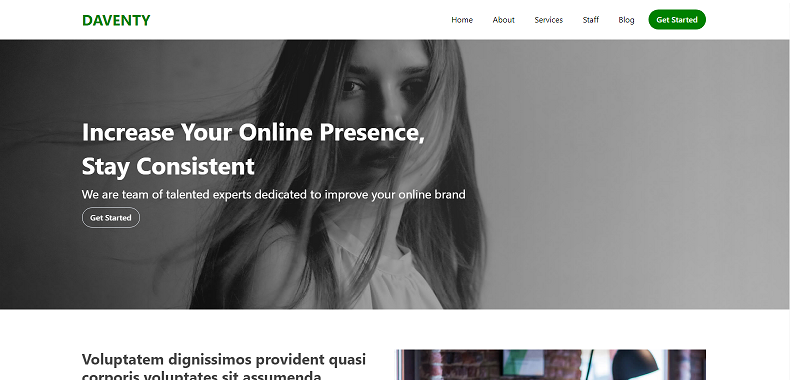 DAVENTY
Home About Services Staff Blog Get Started
Increase Your Online Presence,
Stay Consistent
We are team of talented experts dedicated to improve your online brand
Get Started
Voluptatem dignissimos provident quasi
corporis voluptates sit assumenda